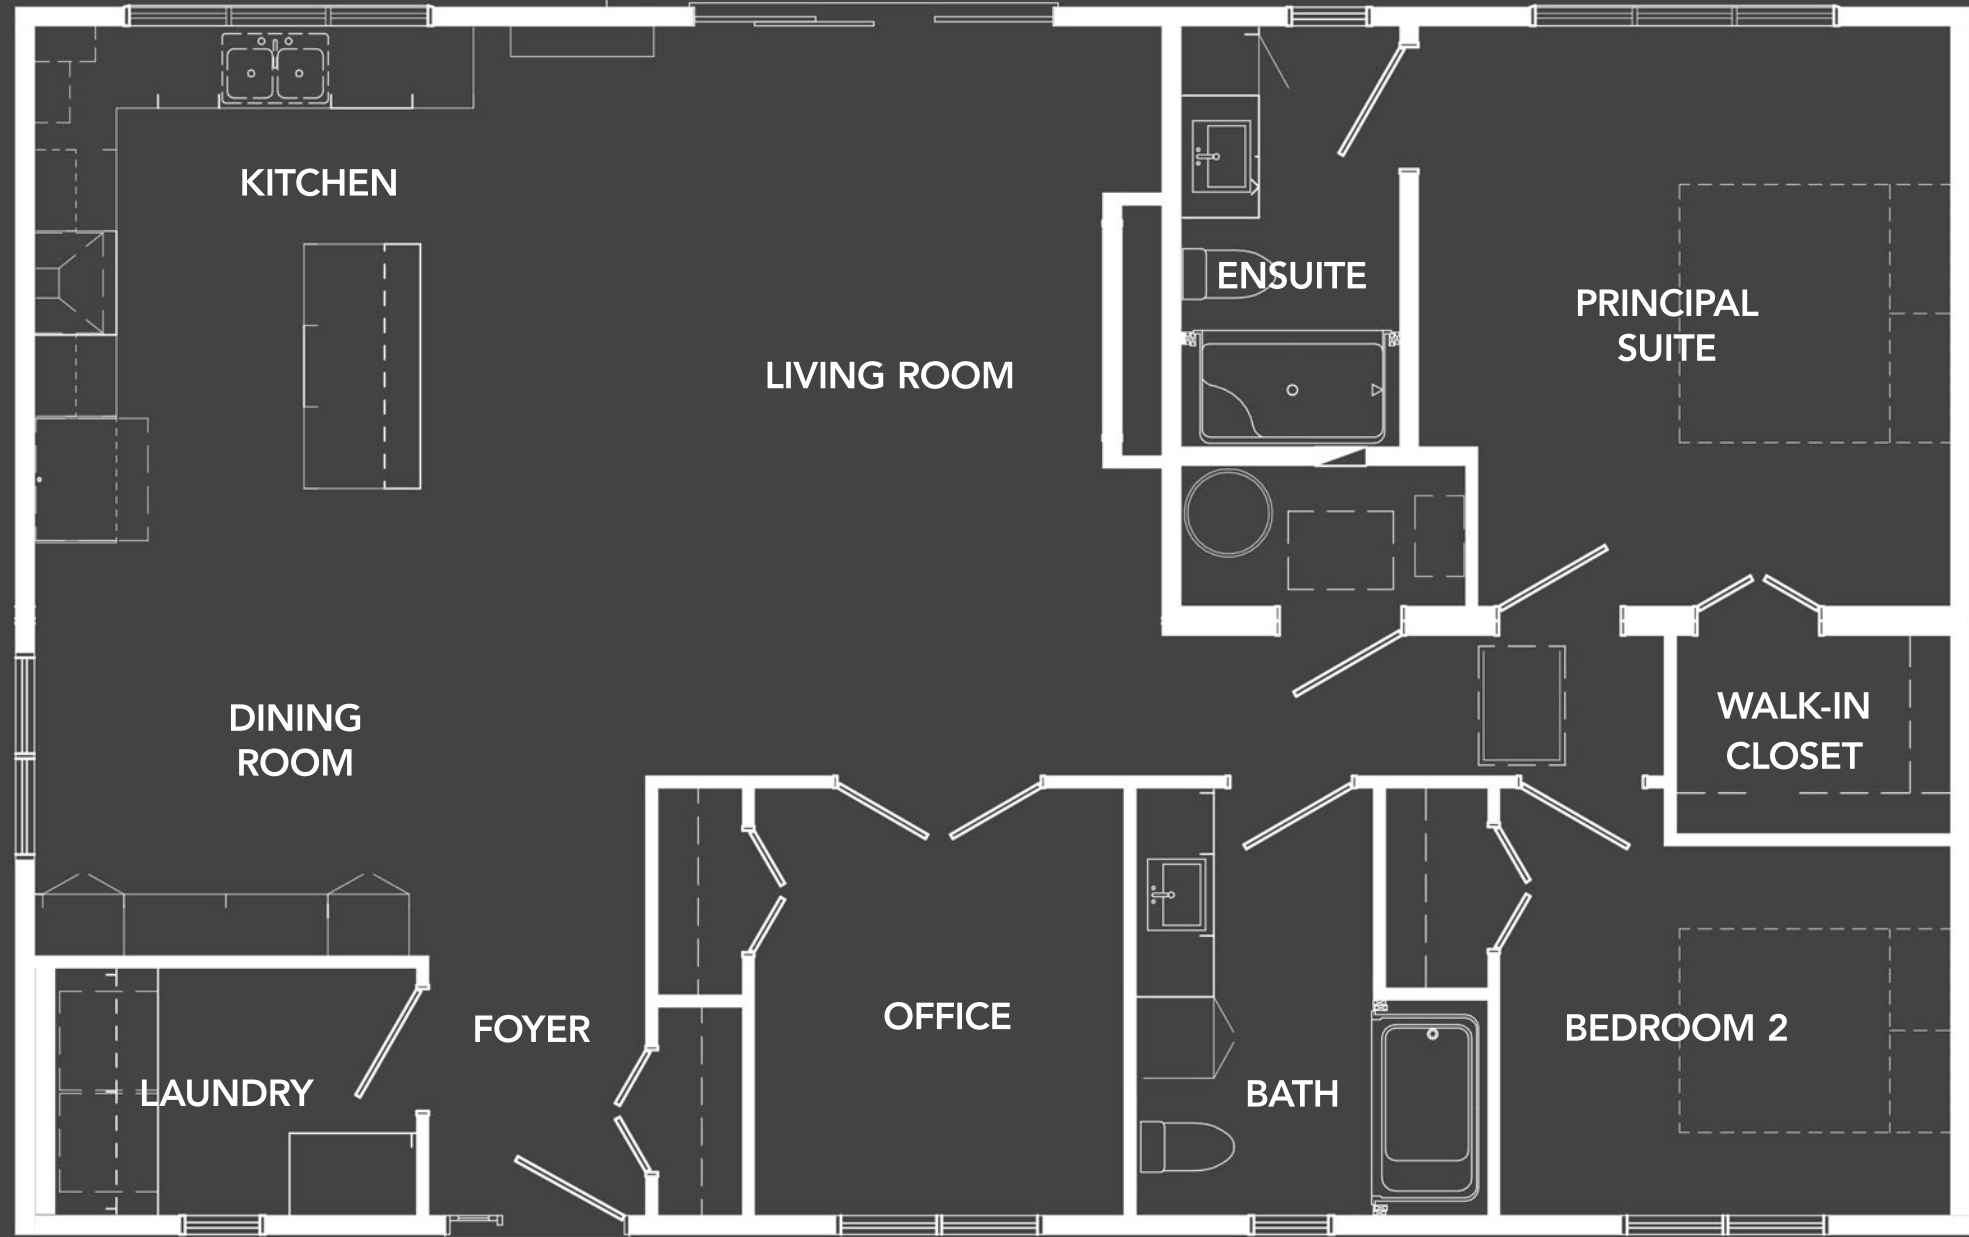 KITCHEN
ENSUITE
PRINCIPAL
SUITE
LIVING ROOM
DINING
ROOM
WALK-IN
CLOSET
FOYER
OFFICE
BEDROOM 2
LAUNDRY
BATH